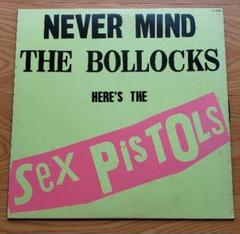 NEVER MIND
THE BOLLOCKS
HERE'S THE
Sex PiSTOLS